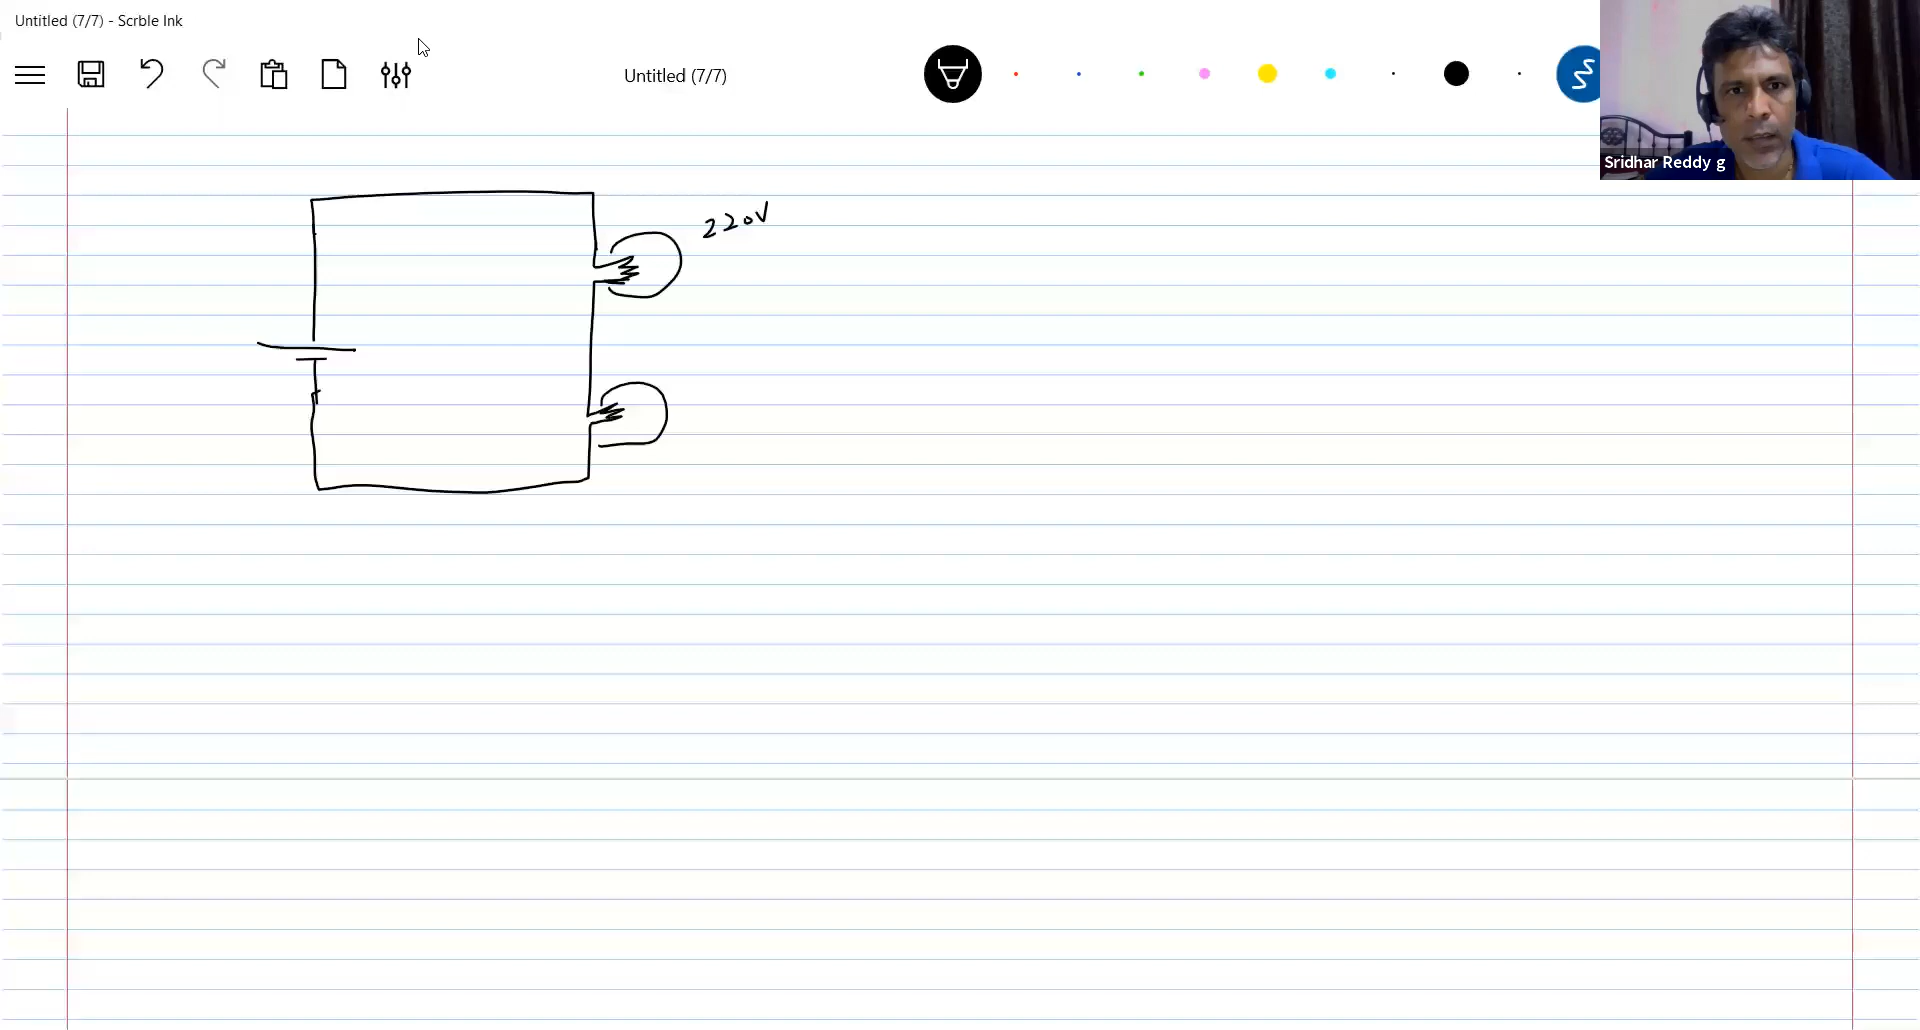 Untitled (7/7) - Scrble Ink
Untitled (7/7)
Sridhar Reddy g
220V